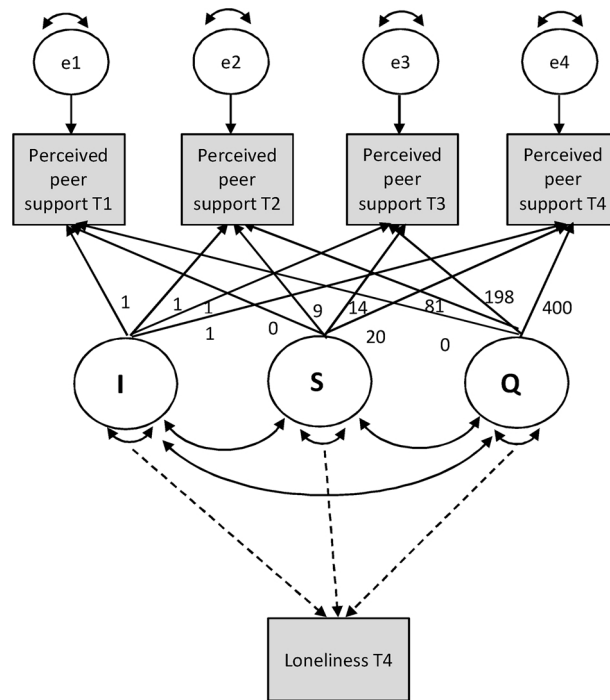 e1
e2
e3
e4
Perceived
peer
support T1
Perceived
peer
support T2
Perceived
peer
support T3
Perceived
peer
support T4
1
1
1
1
0
9
14
20
81
198
0
400
I
S
Q
Loneliness T4